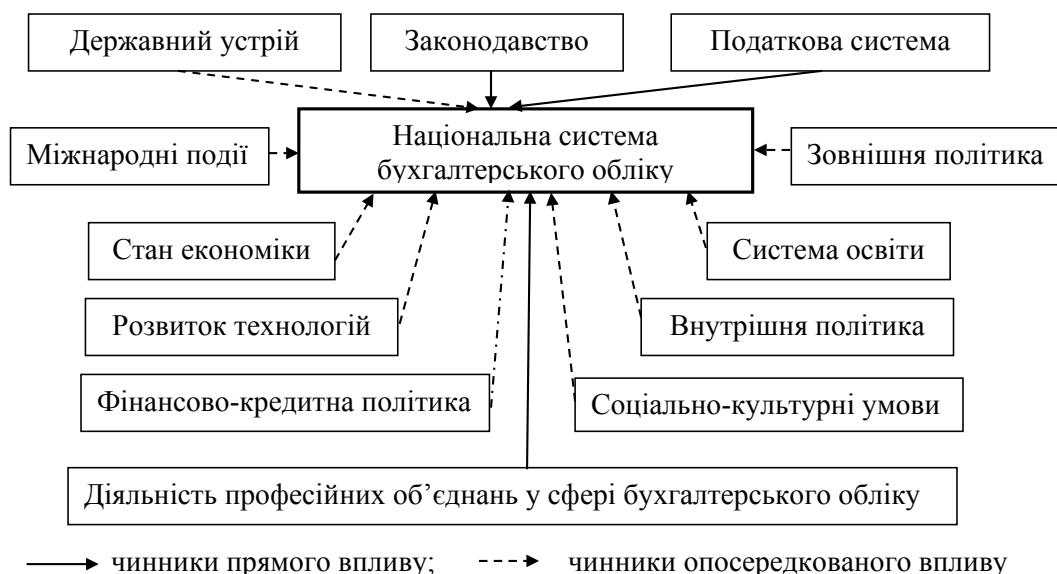 Державний устрій
Законодавство
Податкова система
Національна система
бухгалтерського обліку
Міжнародні події
Зовнішня політика
Стан економіки
Система освіти
Розвиток технологій
Внутрішня політика
Фінансово-кредитна політика
Соціально-культурні умови
Діяльність професійних об’єднань у сфері бухгалтерського обліку
чинники прямого впливу;
чинники опосередкованого впливу